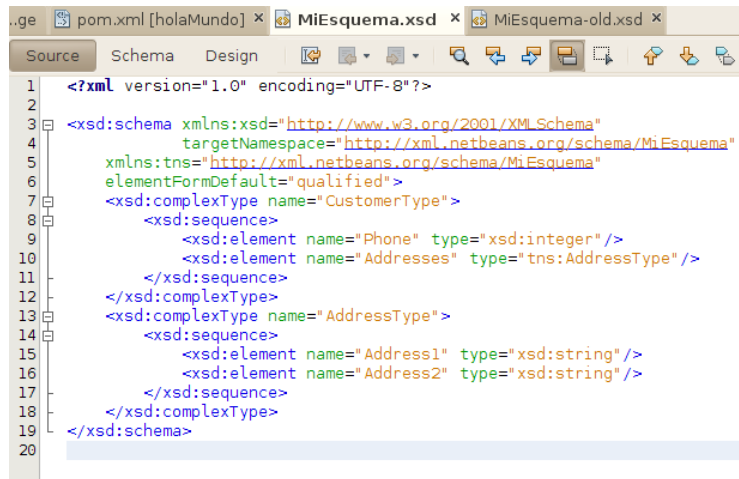 ..ge pom.xml [holaMundo] × MiEsquema.xsd × MiEsquema-old.xsd ×
Source Schema Design
1 <?xml version="1.0" encoding="UTF-8"?>
2
3 <xsd:schema xmlns:xsd="http://www.w3.org/2001/XMLSchema"
4 targetNamespace="http://xml.netbeans.org/schema/MiEsquema"
5 xmlns:tns="http://xml.netbeans.org/schema/MiEsquema"
6 elementFormDefault="qualified">
7 <xsd:complexType name="CustomerType">
8 <xsd:sequence>
9 <xsd:element name="Phone" type="xsd:integer"/>
10 <xsd:element name="Addresses" type="tns:AddressType"/>
11 </xsd:sequence>
12 </xsd:complexType>
13 <xsd:complexType name="AddressType">
14 <xsd:sequence>
15 <xsd:element name="Address1" type="xsd:string"/>
16 <xsd:element name="Address2" type="xsd:string"/>
17 </xsd:sequence>
18 </xsd:complexType>
19 </xsd:schema>
20